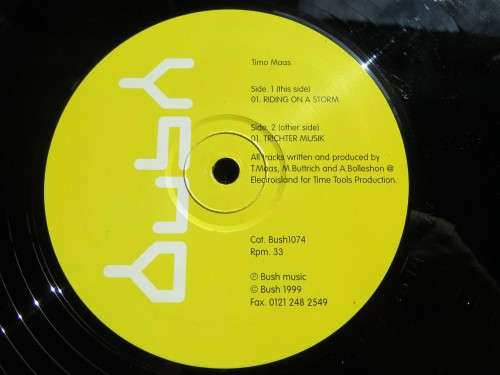 Bush
Timo Maas
Side. 1 (this side)
01. RIDING ON A STORM
Side. 2 (other side)
01. TRICHTER MUSIK
All tracks written and produced by
T.Maas, M.Buttrich and A.Bolleshon @
Electroisland for Time Tools Production.
Cat. Bush1074
Rpm. 33
℗ Bush music
© Bush 1999
Fax. 0121 248 2549